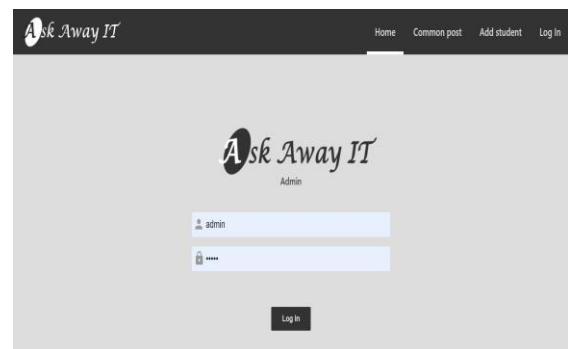 Ask Away IT
Home Common post Add student Log In
Ask Away IT
Admin
admin
•••••
Log In